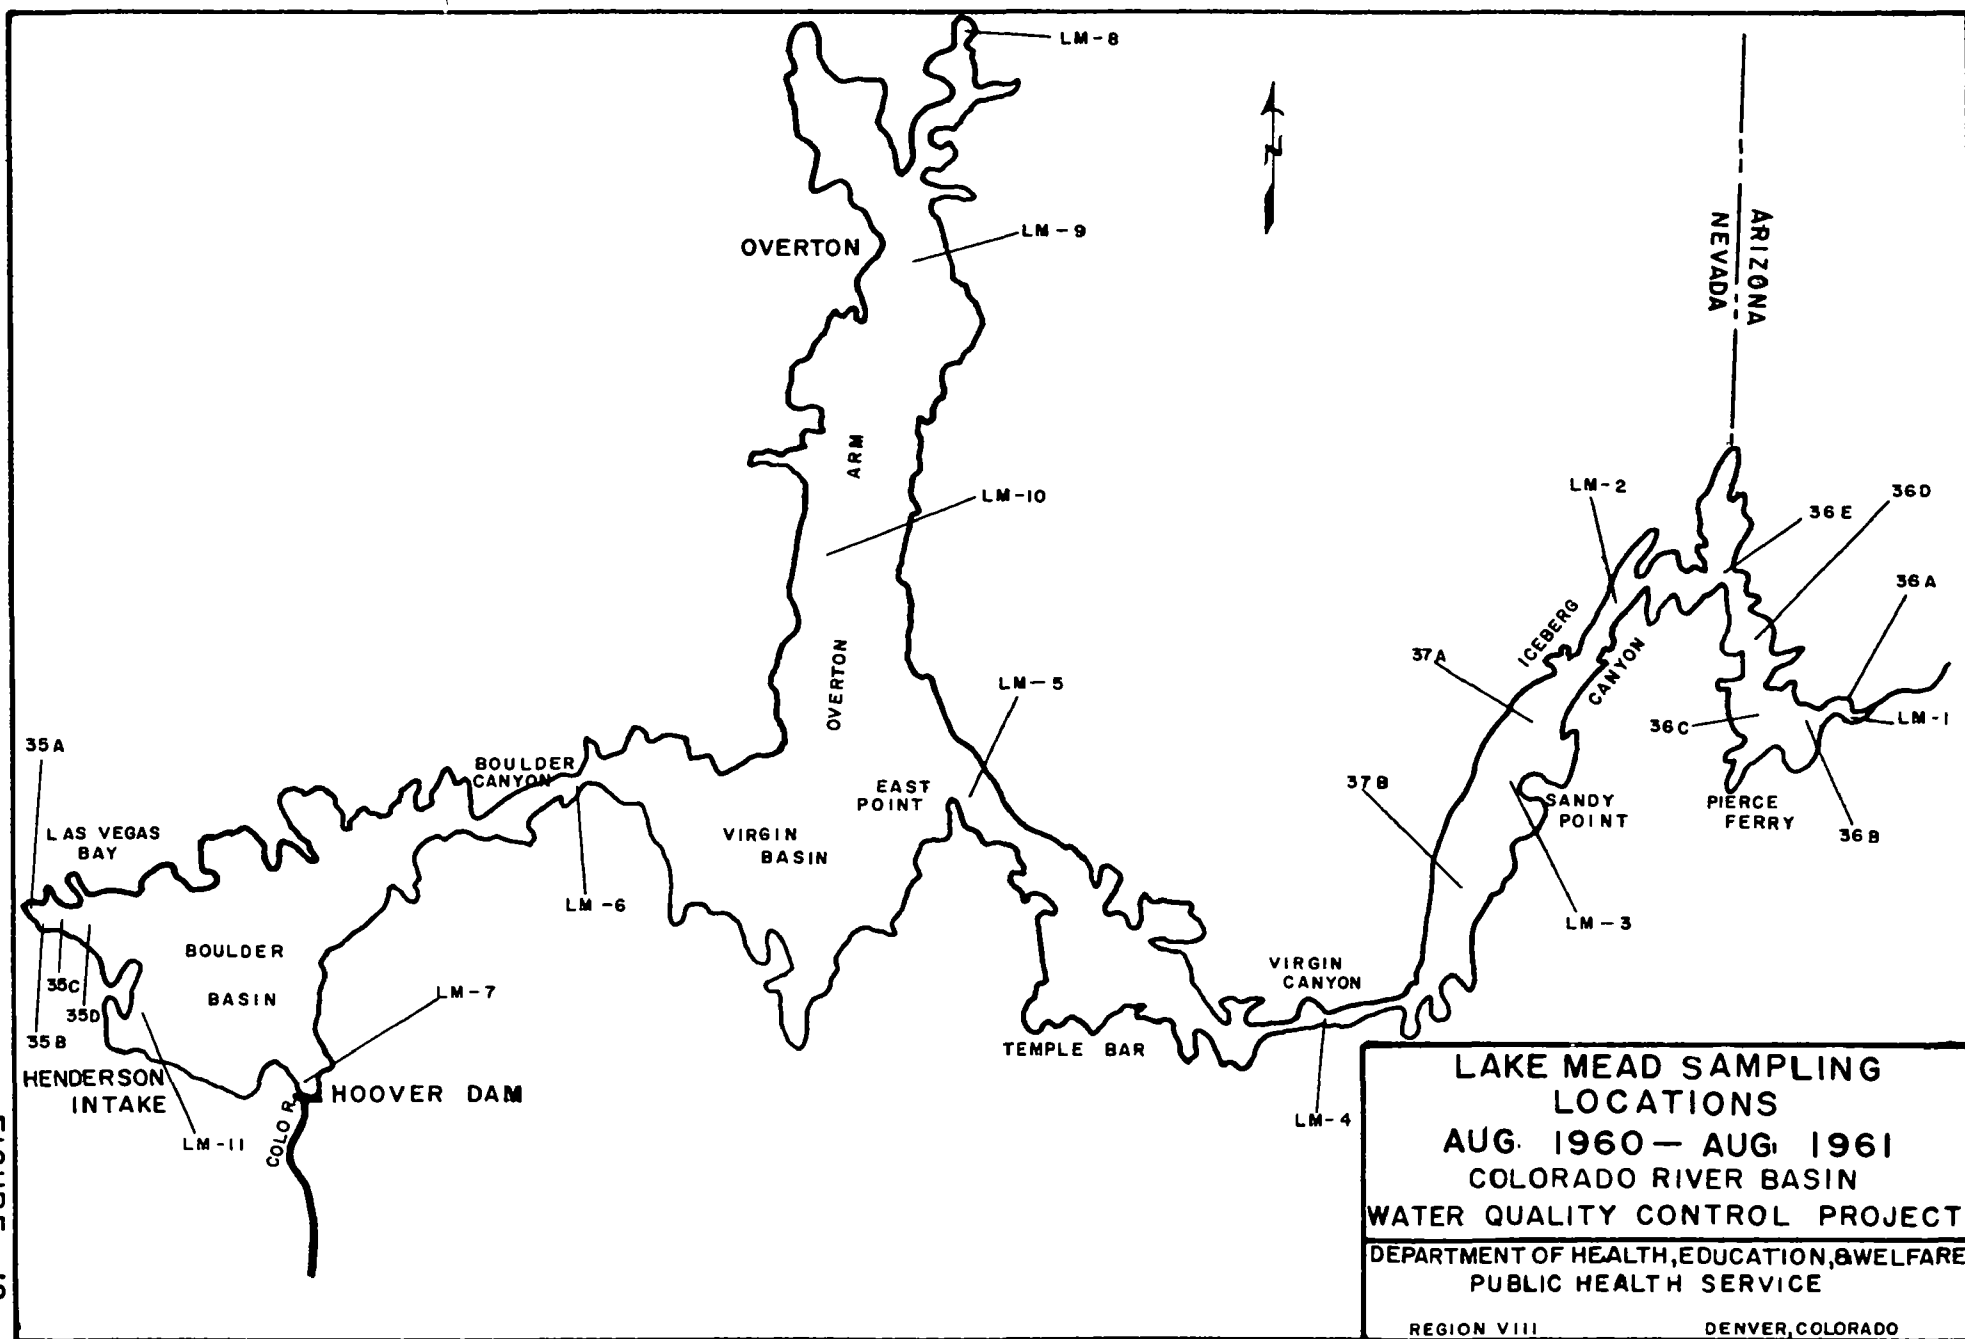 LM-8
OVERTON
LM-9
ARIZONA
NEVADA
ARM
LM-10
LM-2
36D
36E
36A
ICEBERG
CANYON
37A
OVERTON
LM-5
36C
LM-1
35A
BOULDER
CANYON
EAST
POINT
37B
SANDY
POINT
PIERCE
FERRY
36B
LAS VEGAS
BAY
VIRGIN
BASIN
LM-6
LM-3
BOULDER
BASIN
VIRGIN
CANYON
35C
35D
35B
LM-7
TEMPLE BAR
HENDERSON
INTAKE
HOOVER DAM
COLO R.
LM-11
LM-4
LAKE MEAD SAMPLING
LOCATIONS
AUG. 1960 — AUG. 1961
COLORADO RIVER BASIN
WATER QUALITY CONTROL PROJECT
DEPARTMENT OF HEALTH, EDUCATION, & WELFARE
PUBLIC HEALTH SERVICE
REGION VIII DENVER, COLORADO